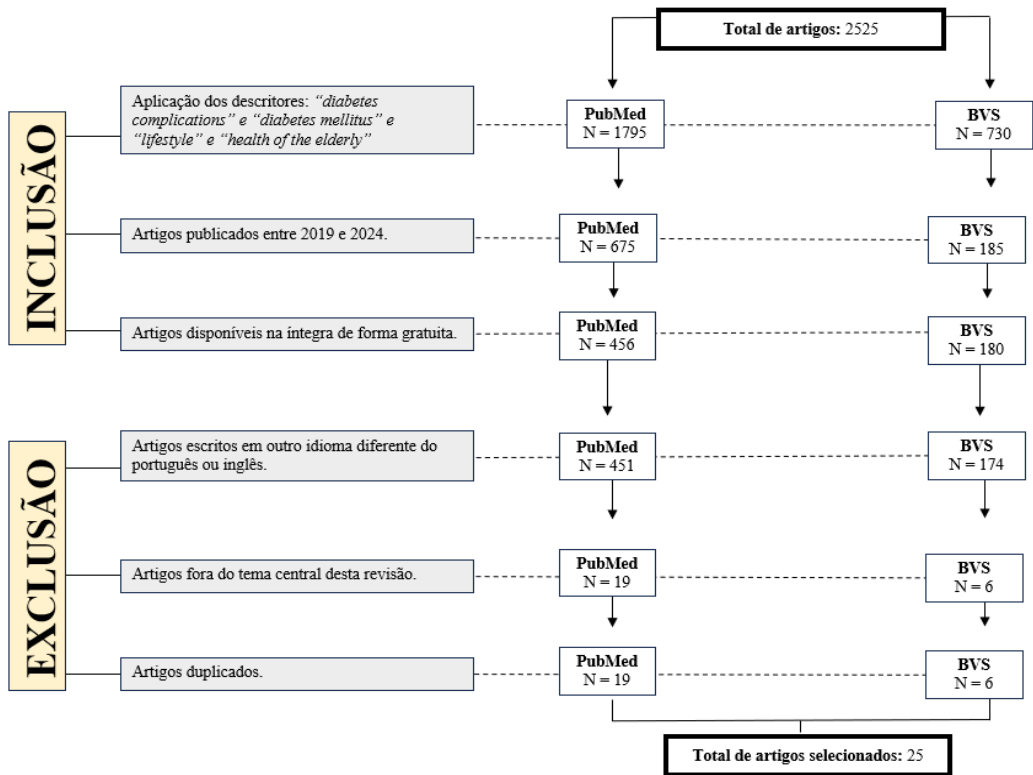 Total de artigos: 2525
INCLUSÃO
Aplicação dos descritores: “diabetes
complications” e “diabetes mellitus” e
“lifestyle” e “health of the elderly”
PubMed
N = 1795
BVS
N = 730
Artigos publicados entre 2019 e 2024.
PubMed
N = 675
BVS
N = 185
Artigos disponíveis na íntegra de forma gratuita.
PubMed
N = 456
BVS
N = 180
EXCLUSÃO
Artigos escritos em outro idioma diferente do
português ou inglês.
PubMed
N = 451
BVS
N = 174
Artigos fora do tema central desta revisão.
PubMed
N = 19
BVS
N = 6
Artigos duplicados.
PubMed
N = 19
BVS
N = 6
Total de artigos selecionados: 25